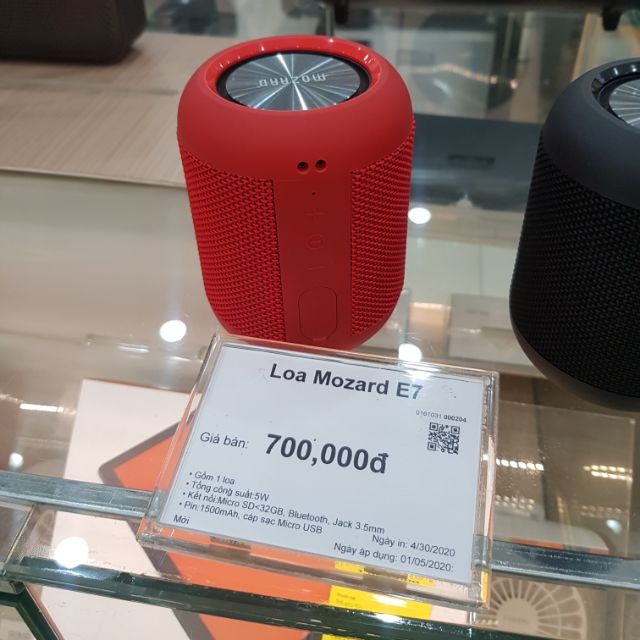 MOZARD
Loa Mozard E7
0161031 000204
Giá bán: 700,000đ
• Gồm 1 loa
• Tổng công suất:5W
• Kết nối:Micro SD<32GB, Bluetooth, Jack 3.5mm
• Pin:1500mAh, cáp sạc Micro USB
Mới
Ngày in: 4/30/2020
Ngày áp dụng: 01/05/2020: